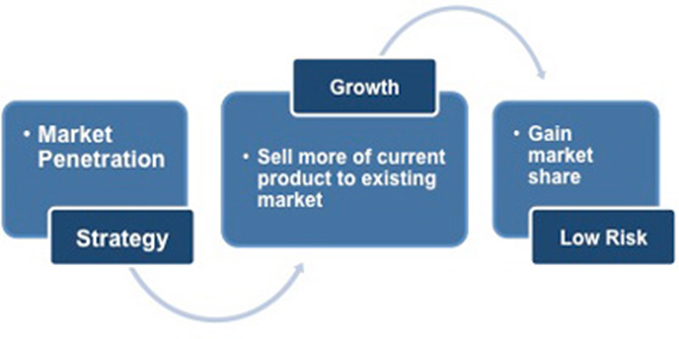 • Market
Penetration
Strategy
Growth
• Sell more of current
product to existing
market
• Gain
market
share
Low Risk